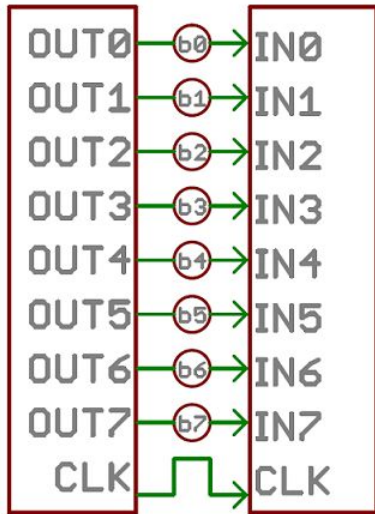 OUT0 b0 IN0
OUT1 b1 IN1
OUT2 b2 IN2
OUT3 b3 IN3
OUT4 b4 IN4
OUT5 b5 IN5
OUT6 b6 IN6
OUT7 b7 IN7
CLK CLK